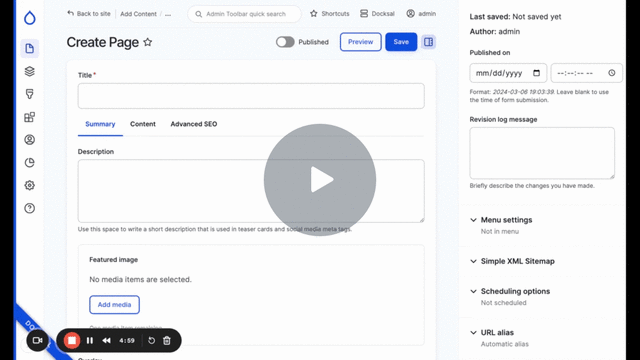 Back to site
Add Content / ...
Admin Toolbar quick search
Shortcuts
Docksal
admin
Create Page
Published
Preview
Save
Title*
Summary
Content
Advanced SEO
Description
Use this space to write a short description that is used in teaser cards and social media meta tags.
Featured image
No media items are selected.
Add media
One media item remaining.
4:59
Last saved: Not saved yet
Author: admin
Published on
mm/dd/yyyy
--:--:-- --
Format: 2024-03-06 19:03:39. Leave blank to use
the time of form submission.
Revision log message
Briefly describe the changes you have made.
Menu settings
Not in menu
Simple XML Sitemap
Scheduling options
Not scheduled
URL alias
Automatic alias